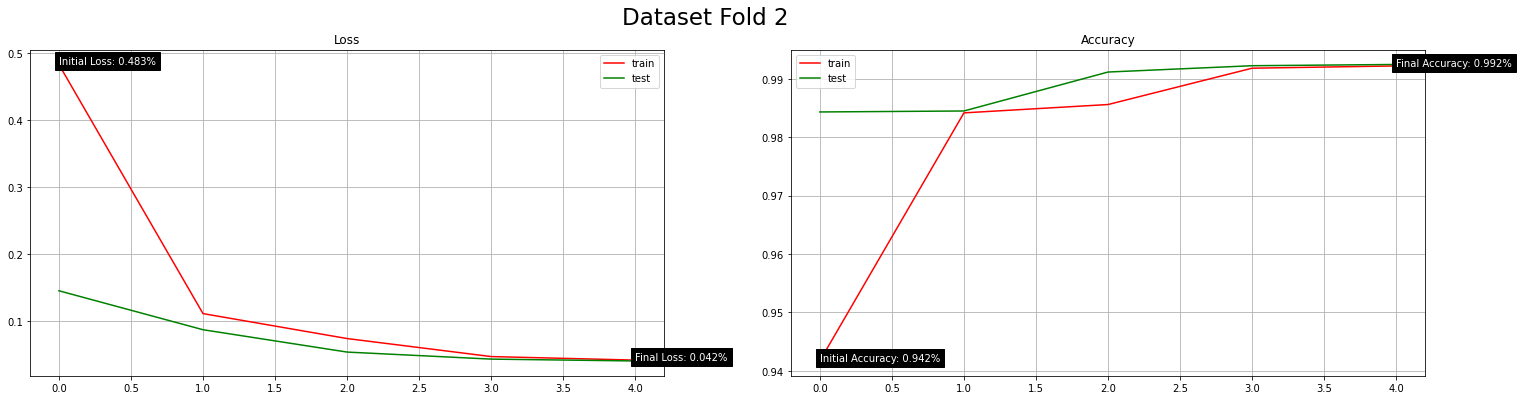 Dataset Fold 2
Loss
0.5
0.4
0.3
0.2
0.1
Initial Loss: 0.483%
train
test
Final Loss: 0.042%
0.0 0.5 1.0 1.5 2.0 2.5 3.0 3.5 4.0
Accuracy
0.99
0.98
0.97
0.96
0.95
0.94
train
test
Final Accuracy: 0.992%
Initial Accuracy: 0.942%
0.0 0.5 1.0 1.5 2.0 2.5 3.0 3.5 4.0